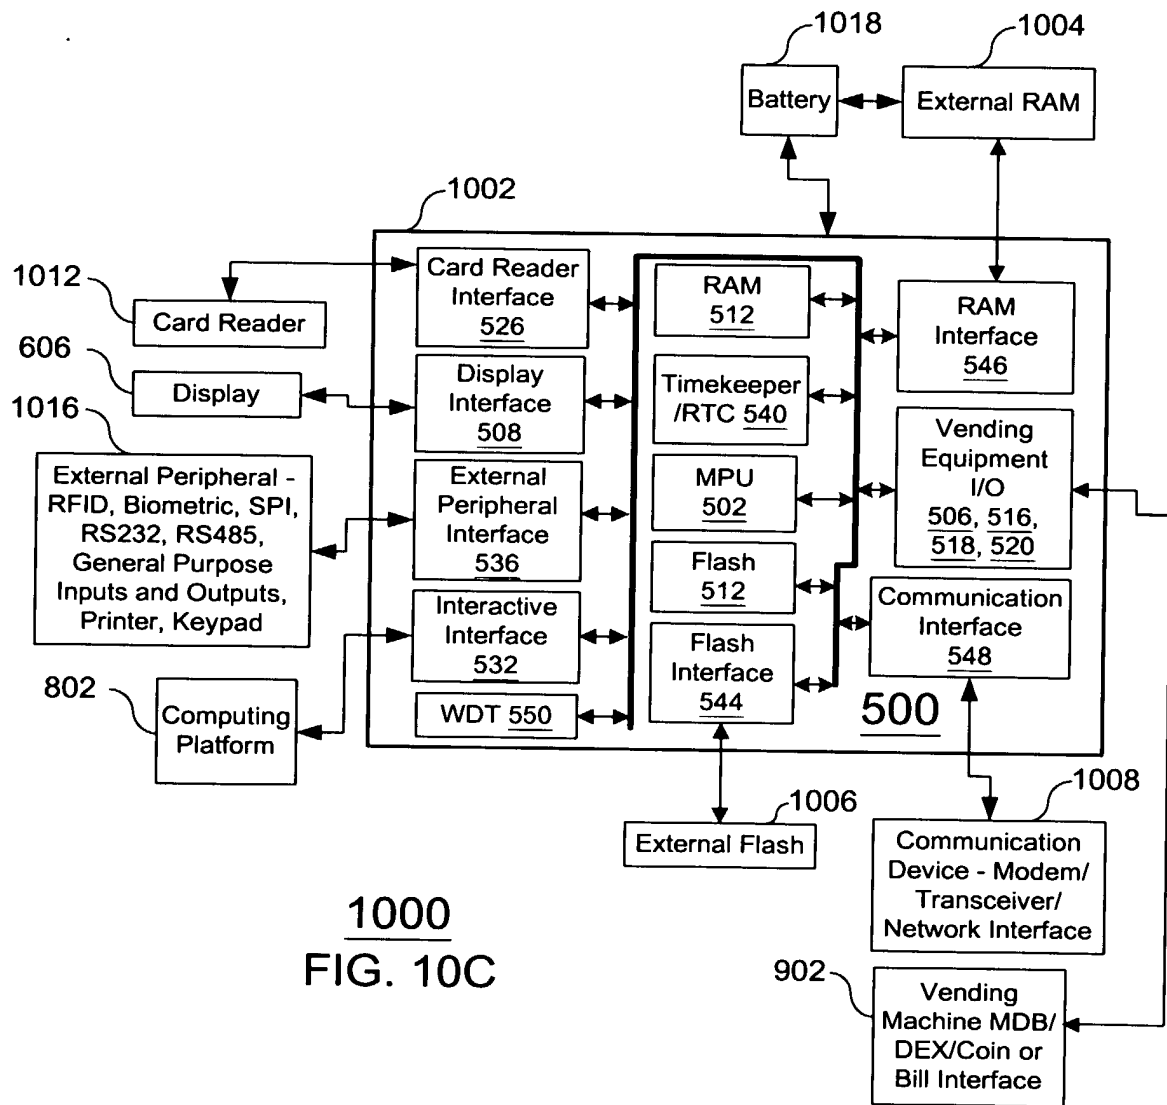 1018
1004
Battery
External RAM
1002
1012
Card Reader
606
Display
1016
External Peripheral -
RFID, Biometric, SPI,
RS232, RS485,
General Purpose
Inputs and Outputs,
Printer, Keypad
802
Computing
Platform
Card Reader
Interface
526
Display
Interface
508
External
Peripheral
Interface
536
Interactive
Interface
532
WDT 550
RAM
512
Timekeeper
/RTC 540
MPU
502
Flash
512
Flash
Interface
544
RAM
Interface
546
Vending
Equipment
I/O
506, 516,
518, 520
Communication
Interface
548
500
1006
External Flash
1008
Communication
Device - Modem/
Transceiver/
Network Interface
902
Vending
Machine MDB/
DEX/Coin or
Bill Interface
1000
FIG. 10C